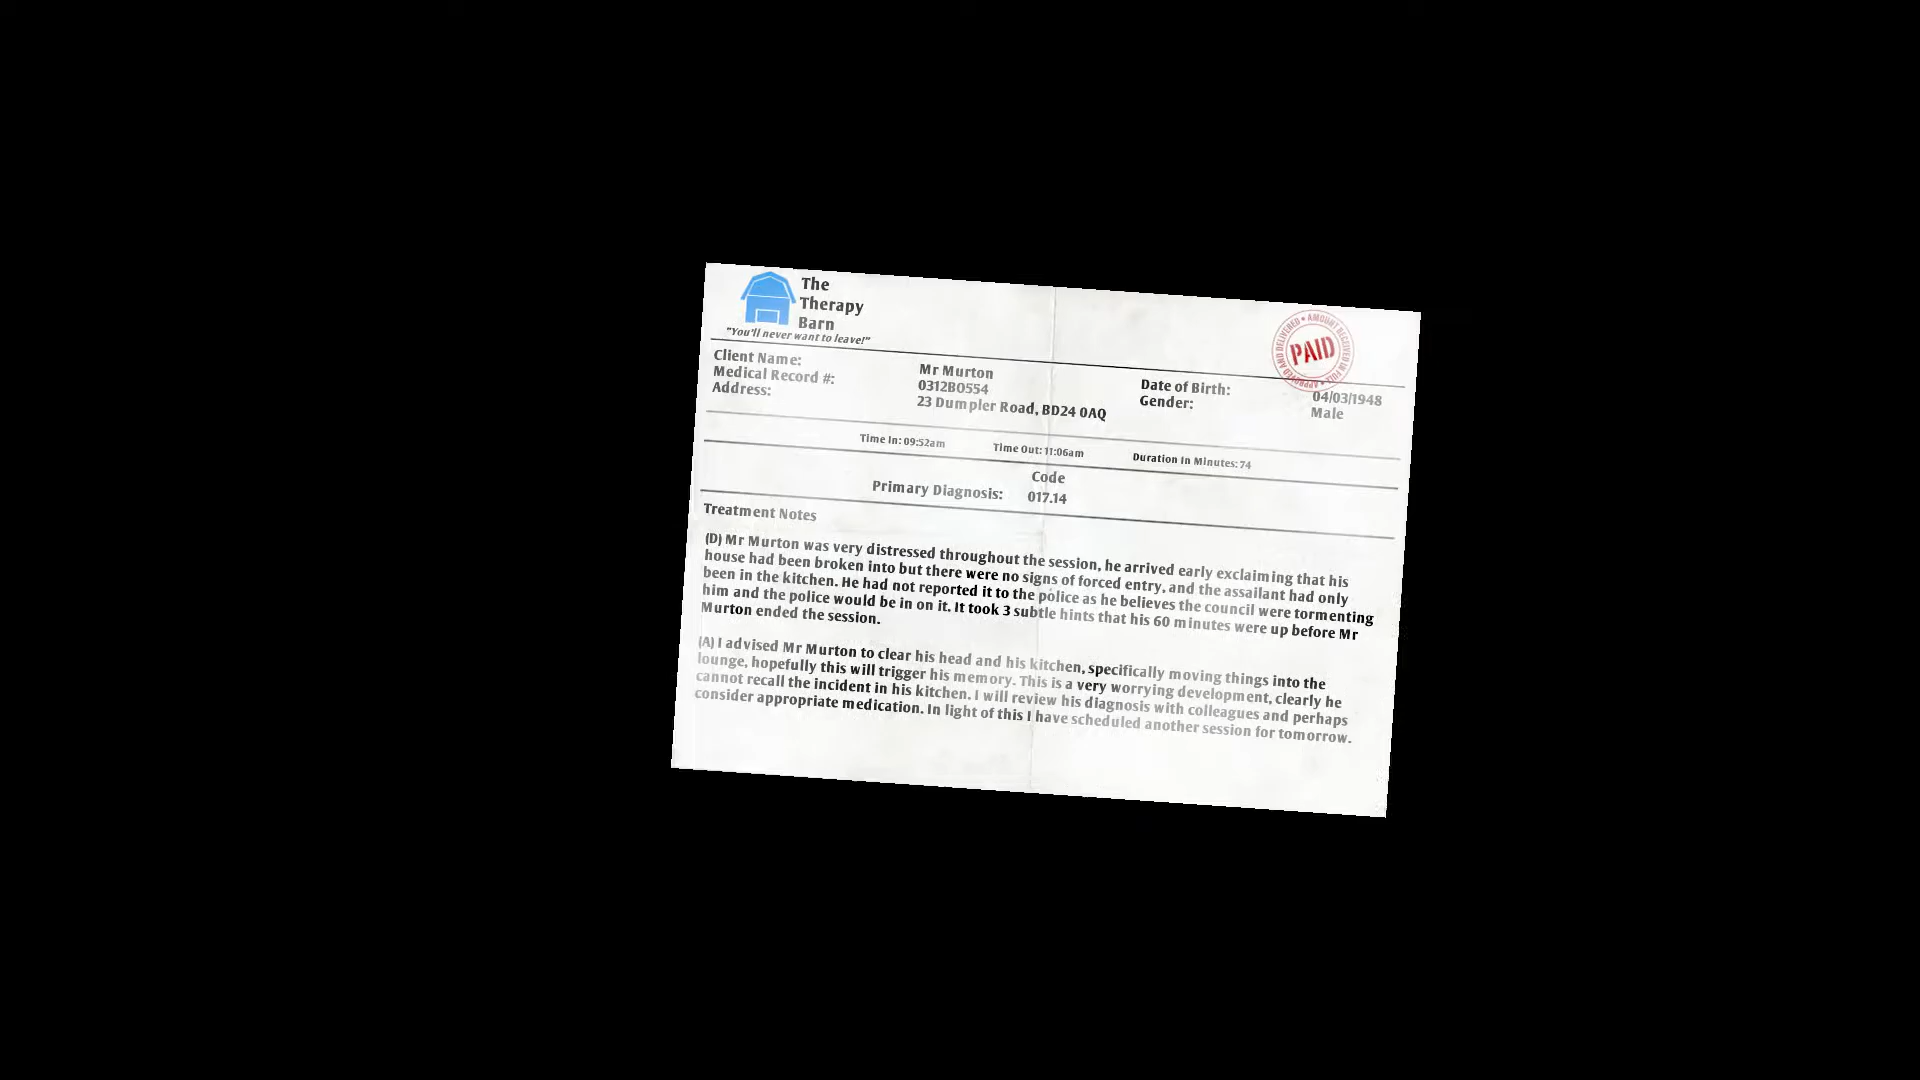 The
Therapy
Barn
"You'll never want to leave!"
AMOUNT RECEIVED IN FULL • APPROVED AND DELIVERED •
PAID
Client Name: Mr Murton Date of Birth: 04/03/1948
Medical Record #: 0312B0554 Gender: Male
Address: 23 Dumpler Road, BD24 0AQ
Time In: 09:52am Time Out: 11:06am Duration In Minutes: 74
Code
Primary Diagnosis: 017.14
Treatment Notes
(D) Mr Murton was very distressed throughout the session, he arrived early exclaiming that his
house had been broken into but there were no signs of forced entry, and the assailant had only
been in the kitchen. He had not reported it to the police as he believes the council were tormenting
him and the police would be in on it. It took 3 subtle hints that his 60 minutes were up before Mr
Murton ended the session.
(A) I advised Mr Murton to clear his head and his kitchen, specifically moving things into the
lounge, hopefully this will trigger his memory. This is a very worrying development, clearly he
cannot recall the incident in his kitchen. I will review his diagnosis with colleagues and perhaps
consider appropriate medication. In light of this I have scheduled another session for tomorrow.